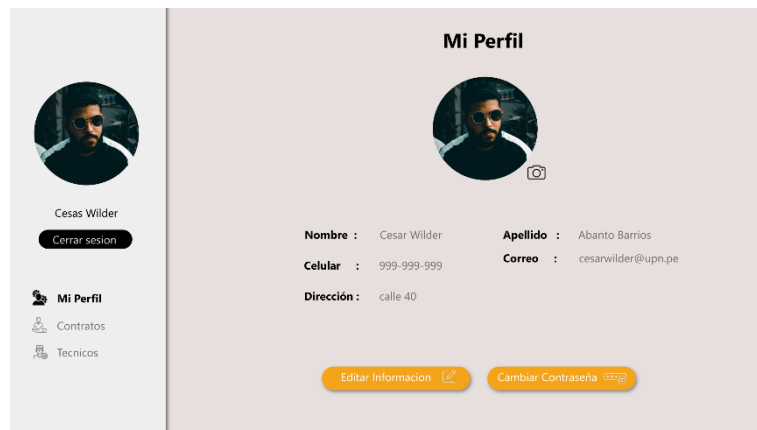 Mi Perfil
Cesas Wilder
Cerrar sesion
Mi Perfil
Contratos
Tecnicos
Nombre : Cesar Wilder Apellido : Abanto Barrios
Celular : 999-999-999 Correo : cesarwilder@upn.pe
Dirección : calle 40
Editar Informacion Cambiar Contraseña